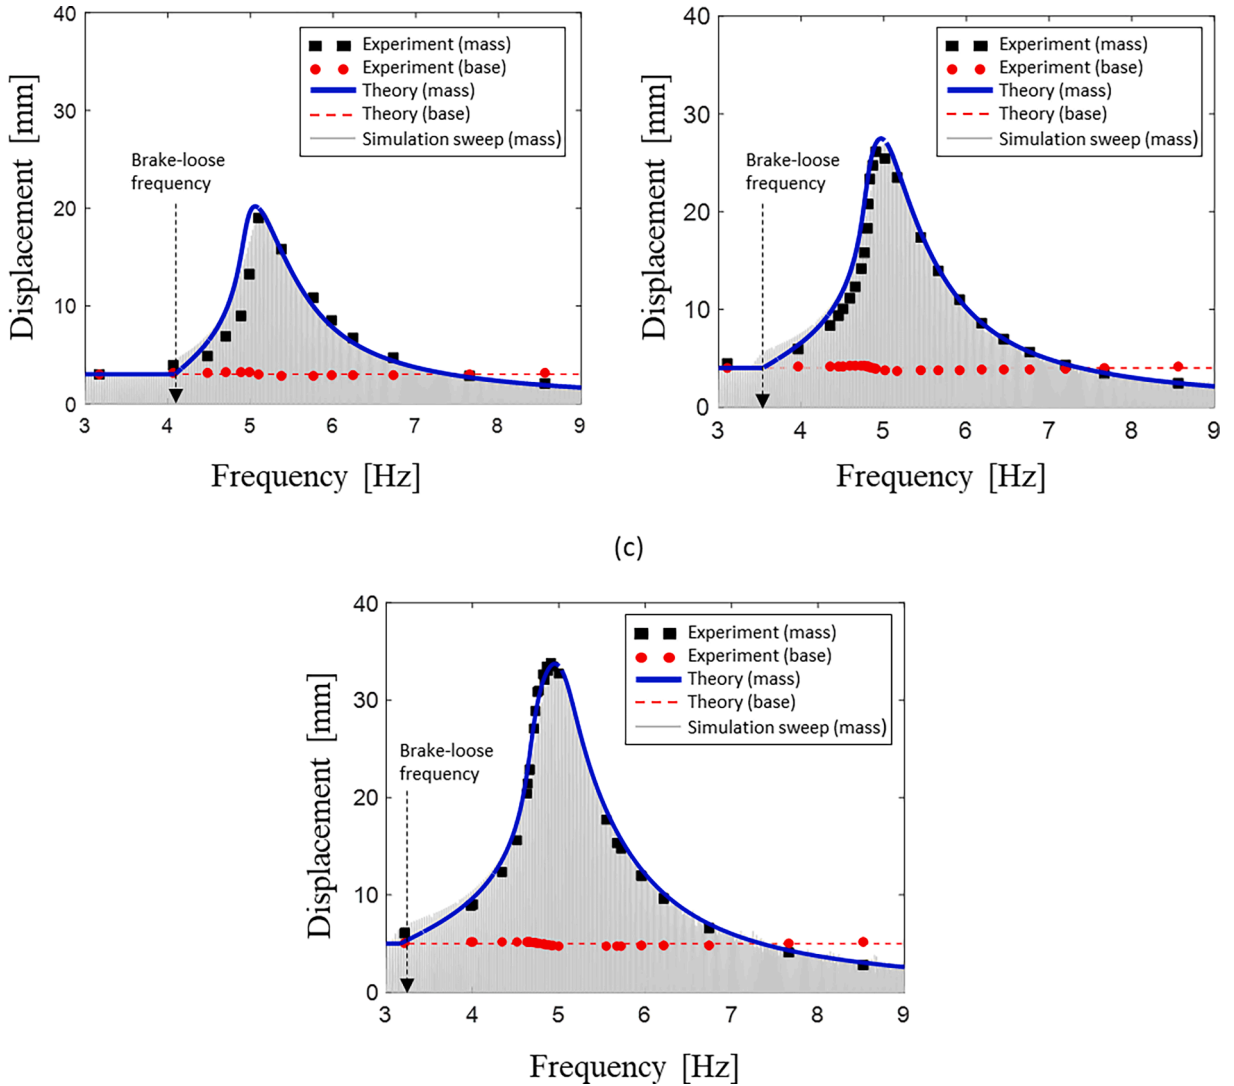 40
30
20
10
0
Displacement [mm]
Experiment (mass)
Experiment (base)
Theory (mass)
Theory (base)
Simulation sweep (mass)
Brake-loose
frequency
3 4 5 6 7 8 9
Frequency [Hz]
40
30
20
10
0
Displacement [mm]
Experiment (mass)
Experiment (base)
Theory (mass)
Theory (base)
Simulation sweep (mass)
Brake-loose
frequency
3 4 5 6 7 8 9
Frequency [Hz]
(c)
40
30
20
10
0
Displacement [mm]
Experiment (mass)
Experiment (base)
Theory (mass)
Theory (base)
Simulation sweep (mass)
Brake-loose
frequency
3 4 5 6 7 8 9
Frequency [Hz]